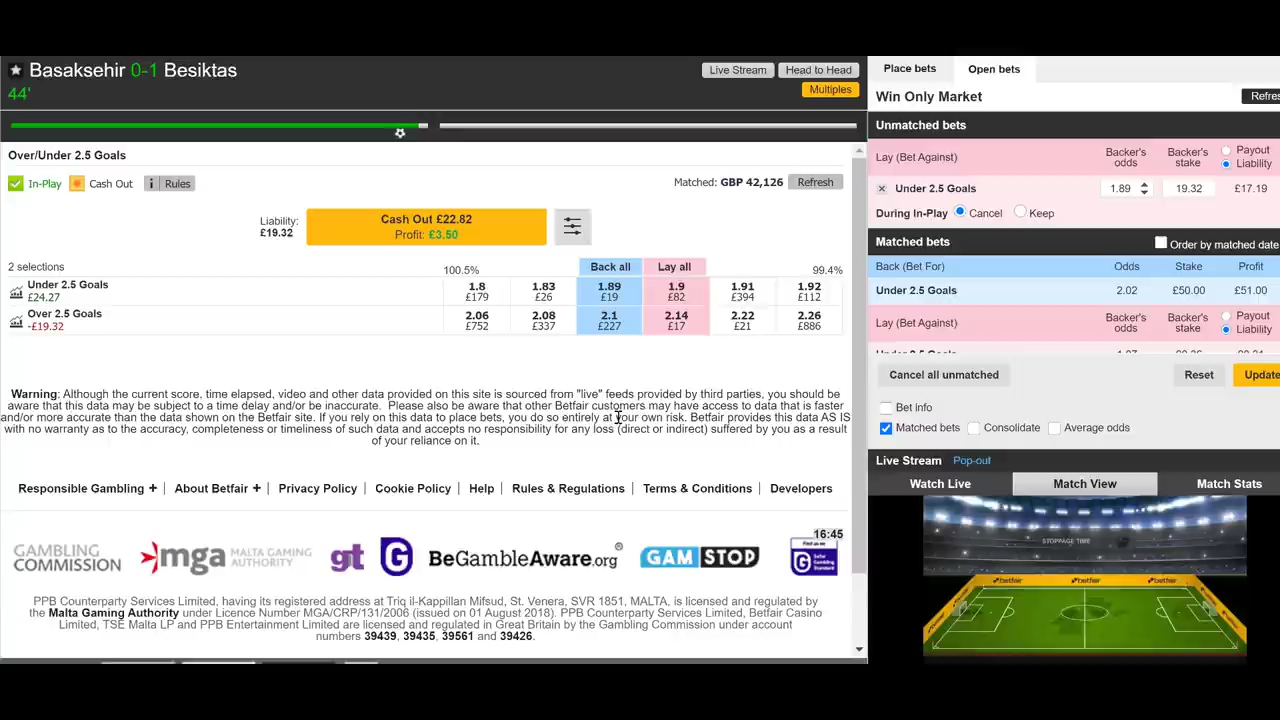 Basaksehir 0-1 Besiktas
44'
Live Stream
Head to Head
Multiples
Over/Under 2.5 Goals
In-Play
Cash Out
i Rules
Matched: GBP 42,126
Refresh
Liability:
£19.32
Cash Out £22.82
Profit: £3.50
2 selections
100.5%
Back all
Lay all
99.4%
Under 2.5 Goals
£24.27
1.8 1.83 1.89 1.9 1.91 1.92
£179 £26 £19 £82 £394 £112
Over 2.5 Goals
-£19.32
2.06 2.08 2.1 2.14 2.22 2.26
£752 £337 £227 £17 £21 £886
Warning: Although the current score, time elapsed, video and other data provided on this site is sourced from "live" feeds provided by third parties, you should be
aware that this data may be subject to a time delay and/or be inaccurate. Please also be aware that other Betfair customers may have access to data that is faster
and/or more accurate than the data shown on the Betfair site. If you rely on this data to place bets, you do so entirely at your own risk. Betfair provides this data AS IS
with no warranty as to the accuracy, completeness or timeliness of such data and accepts no responsibility for any loss (direct or indirect) suffered by you as a result
of your reliance on it.
Responsible Gambling + | About Betfair + | Privacy Policy | Cookie Policy | Help | Rules & Regulations | Terms & Conditions | Developers
16:45
GAMBLING
COMMISSION
mga MALTA GAMING
AUTHORITY
gt
G
BeGambleAware.org®
GAMSTOP
G
PPB Counterparty Services Limited, having its registered address at Triq il-Kappillan Mifsud, St. Venera, SVR 1851, MALTA, is licensed and regulated by
the Malta Gaming Authority under Licence Number MGA/CRP/131/2006 (issued on 01 August 2018). PPB Counterparty Services Limited, Betfair Casino
Limited, TSE Malta LP and PPB Entertainment Limited are licensed and regulated in Great Britain by the Gambling Commission under account
numbers 39439, 39435, 39561 and 39426.
Place bets
Open bets
Win Only Market
Refres
Unmatched bets
Lay (Bet Against)
Backer's
odds
Backer's
stake
Payout
Liability
Under 2.5 Goals
1.89
19.32
£17.19
During In-Play
Cancel
Keep
Matched bets
Order by matched date
Back (Bet For)
Odds
Stake
Profit
Under 2.5 Goals
2.02
£50.00
£51.00
Lay (Bet Against)
Backer's
odds
Backer's
stake
Payout
Liability
Cancel all unmatched
Reset
Update
Bet info
Matched bets
Consolidate
Average odds
Live Stream
Pop-out
Watch Live
Match View
Match Stats
STOPPAGE TIME
betfair
betfair
betfair